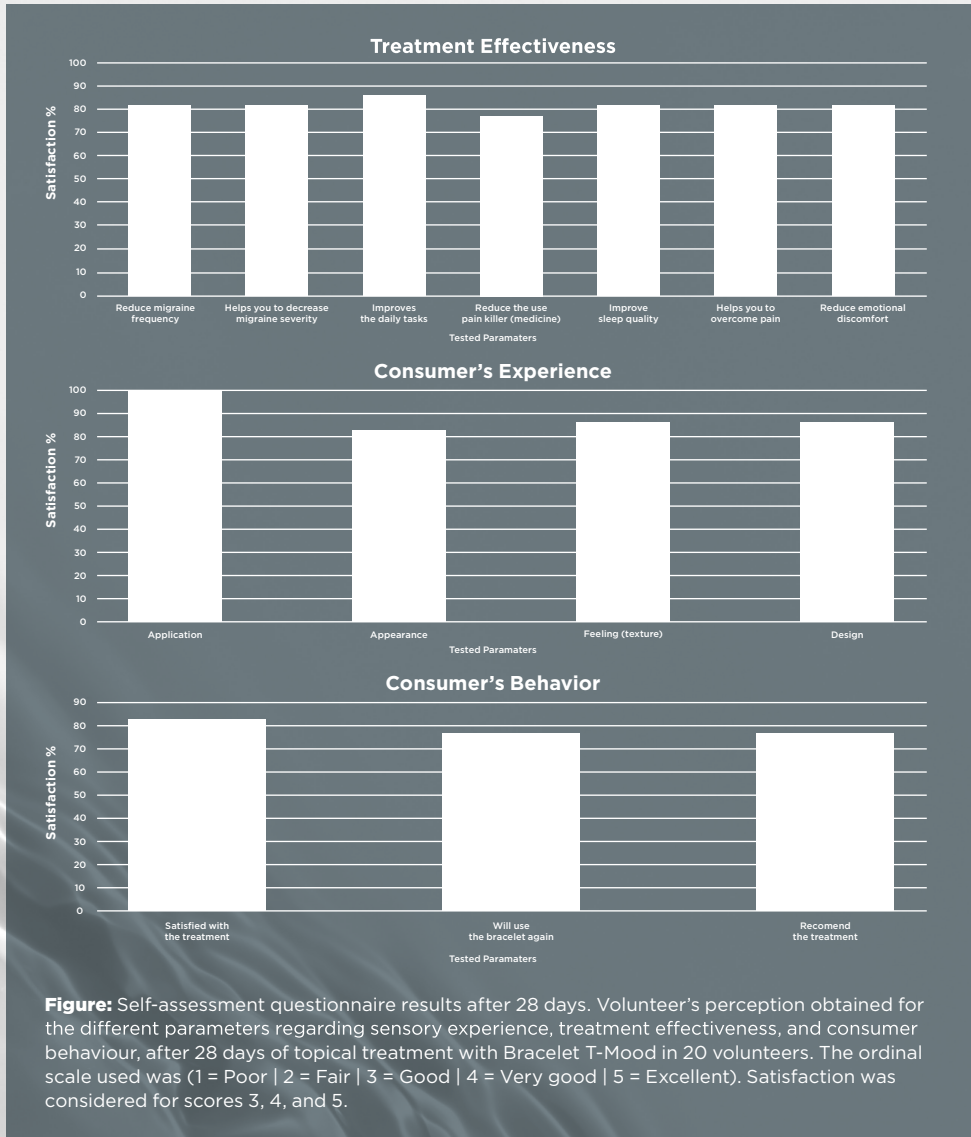 Treatment Effectiveness
Satisfaction %
100
90
80
70
60
50
40
30
20
10
0
Reduce migraine
frequency
Helps you to decrease
migraine severity
Improves
the daily tasks
Reduce the use
pain killer (medicine)
Improve
sleep quality
Helps you to
overcome pain
Reduce emotional
discomfort
Tested Paramaters
Consumer's Experience
Satisfaction %
100
90
80
70
60
50
40
30
20
10
0
Application
Appearance
Feeling (texture)
Design
Tested Paramaters
Consumer's Behavior
Satisfaction %
90
80
70
60
50
40
30
20
10
0
Satisfied with
the treatment
Will use
the bracelet again
Recomend
the treatment
Tested Paramaters
Figure: Self-assessment questionnaire results after 28 days. Volunteer's perception obtained for
the different parameters regarding sensory experience, treatment effectiveness, and consumer
behaviour, after 28 days of topical treatment with Bracelet T-Mood in 20 volunteers. The ordinal
scale used was (1 = Poor | 2 = Fair | 3 = Good | 4 = Very good | 5 = Excellent). Satisfaction was
considered for scores 3, 4, and 5.